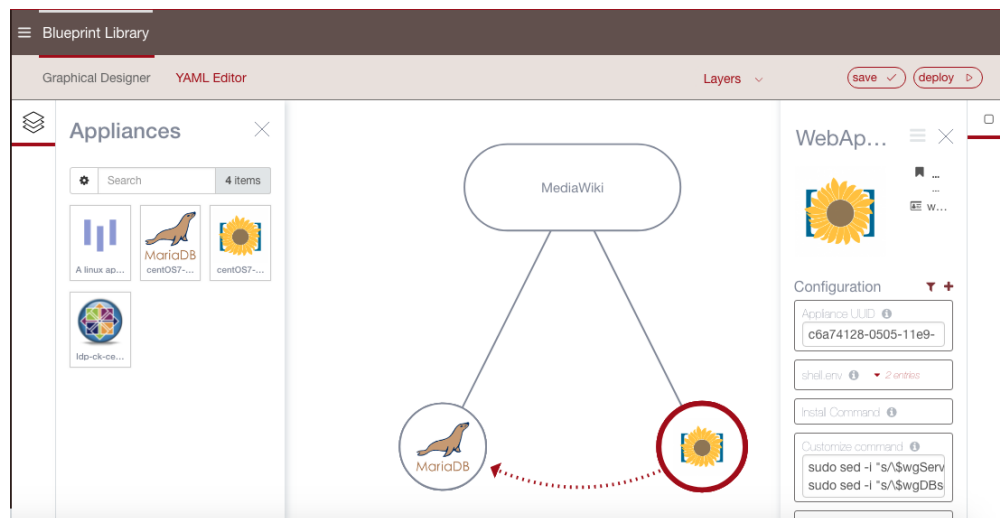 Blueprint Library
Graphical Designer YAML Editor Layers save deploy
Appliances
Search 4 items
A linux ap...
MariaDB
centOS7-...
centOS7-...
ldp-ck-ce...
MediaWiki
MariaDB
WebAp...
...
...
w...
Configuration
Appliance UUID
c6a74128-0505-11e9-
shell.env 2 entries
Install Command
Customize command
sudo sed -i "s/\$wgServ
sudo sed -i "s/\$wgDBs